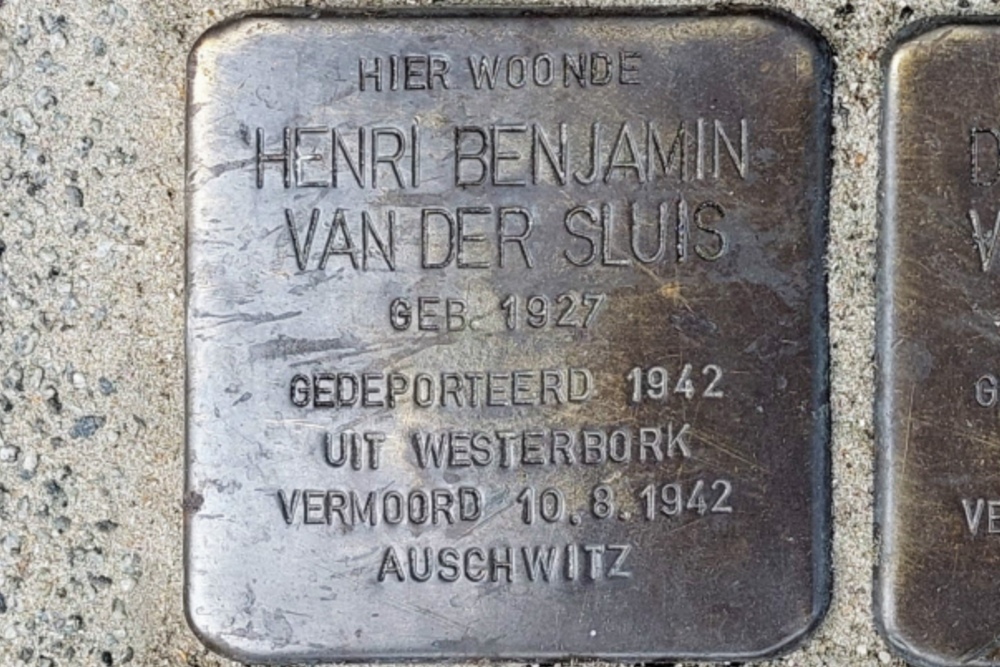 HIER WOONDE
HENRI BENJAMIN
VAN DER SLUIS
GEB. 1927
GEDEPORTEERD 1942
UIT WESTERBORK
VERMOORD 10.8.1942
AUSCHWITZ